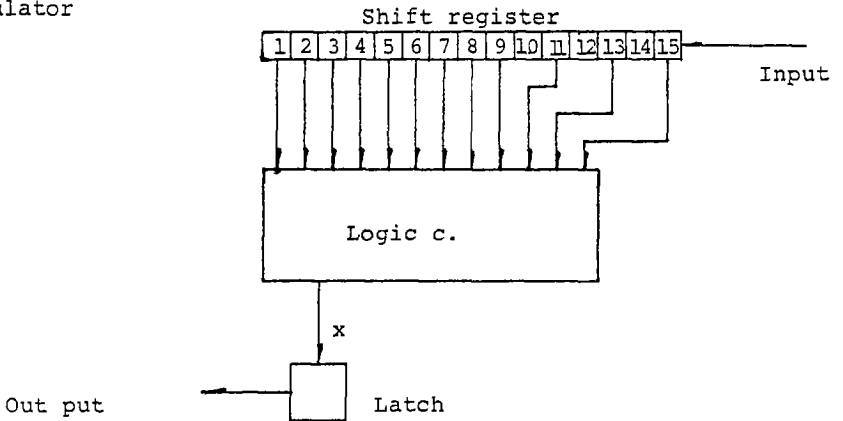 Shift register
1 2 3 4 5 6 7 8 9 10 11 12 13 14 15
Input
Logic c.
x
Out put
Latch